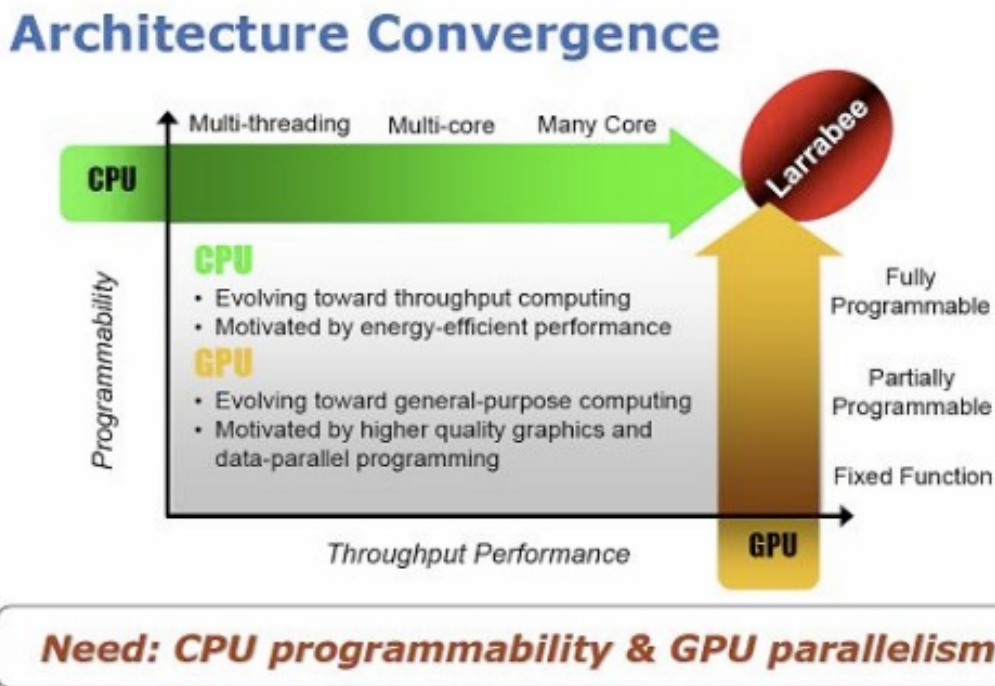 Architecture Convergence
Multi-threading Multi-core Many Core
Larrabee
CPU
CPU
• Evolving toward throughput computing
• Motivated by energy-efficient performance
GPU
• Evolving toward general-purpose computing
• Motivated by higher quality graphics and
data-parallel programming
Programmability
Fully
Programmable
Partially
Programmable
Fixed Function
Throughput Performance
GPU
Need: CPU programmability & GPU parallelism